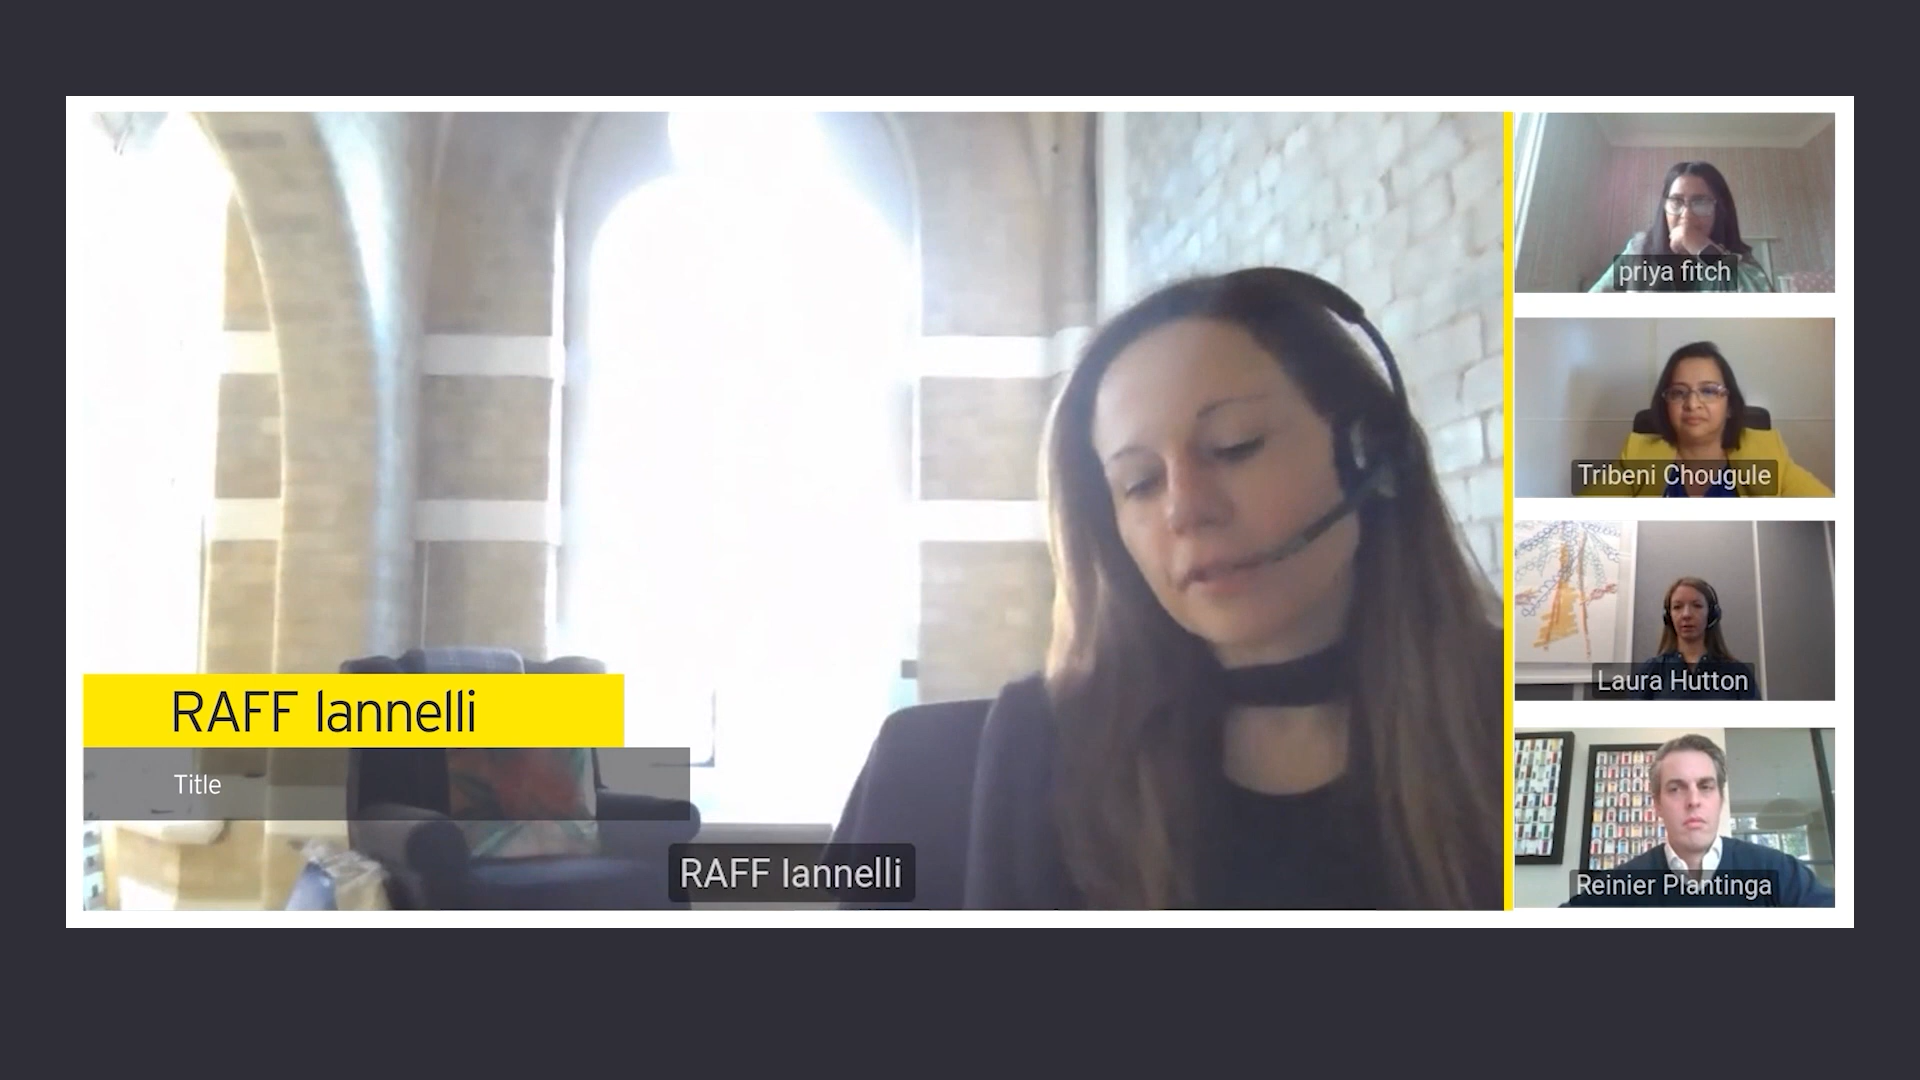 RAFF Iannelli
Title
RAFF Iannelli
priya fitch
Tribeni Chougule
Laura Hutton
Reinier Plantinga